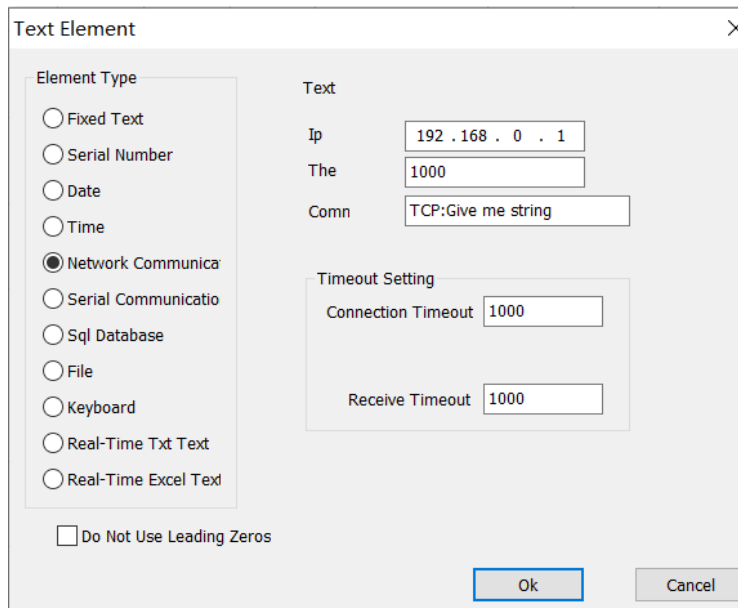 Text Element
Element Type
Fixed Text
Serial Number
Date
Time
Network Communicat
Serial Communicatio
Sql Database
File
Keyboard
Real-Time Txt Text
Real-Time Excel Text
Do Not Use Leading Zeros
Text
Ip 192 . 168 . 0 . 1
The 1000
Comn TCP:Give me string
Timeout Setting
Connection Timeout 1000
Receive Timeout 1000
Ok Cancel